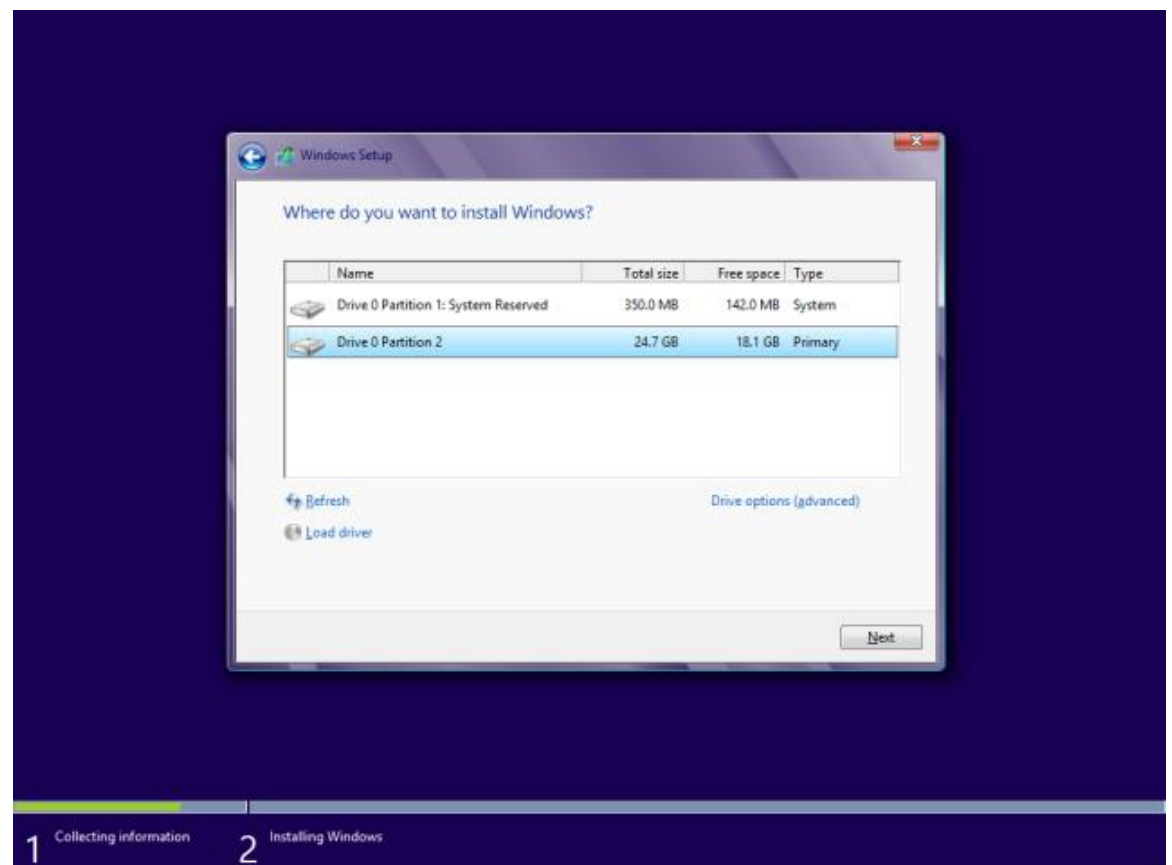 Windows Setup
Where do you want to install Windows?
Name Total size Free space Type
Drive 0 Partition 1: System Reserved 350.0 MB 142.0 MB System
Drive 0 Partition 2 24.7 GB 18.1 GB Primary
Refresh Drive options (advanced)
Load driver
Next
1 Collecting information 2 Installing Windows